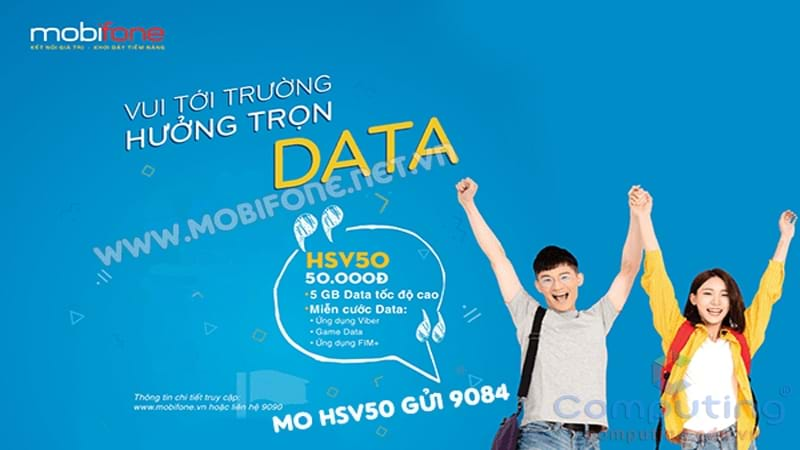 mobifone
KẾT NỐI GIÁ TRỊ - KHƠI DẬY TIỀM NĂNG
VUI TỚI TRƯỜNG
HƯỞNG TRỌN
DATA
WWW.MOBIFONE.NET.VN
HSV50
50.000Đ
• 5 GB Data tốc độ cao
• Miễn cước Data:
• Ứng dụng Viber
• Game Data
• Ứng dụng FIM+
Thông tin chi tiết truy cập:
www.mobifone.vn hoặc liên hệ 9090
MO HSV50 GỬI 9084
Computing®
computing.edu.vn